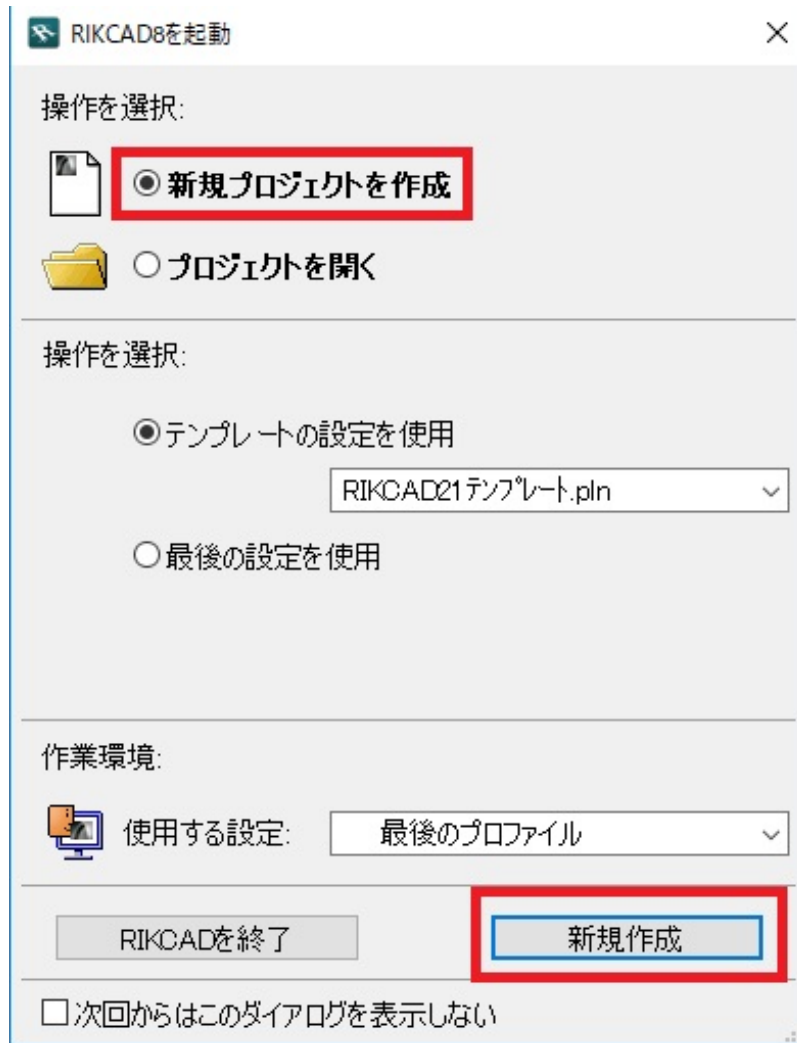 RIKCAD8を起動
操作を選択:
新規プロジェクトを作成
プロジェクトを開く
操作を選択:
テンプレートの設定を使用
RIKCAD21テンプレート.pln
最後の設定を使用
作業環境:
使用する設定: 最後のプロファイル
RIKCADを終了 新規作成
次回からはこのダイアログを表示しない